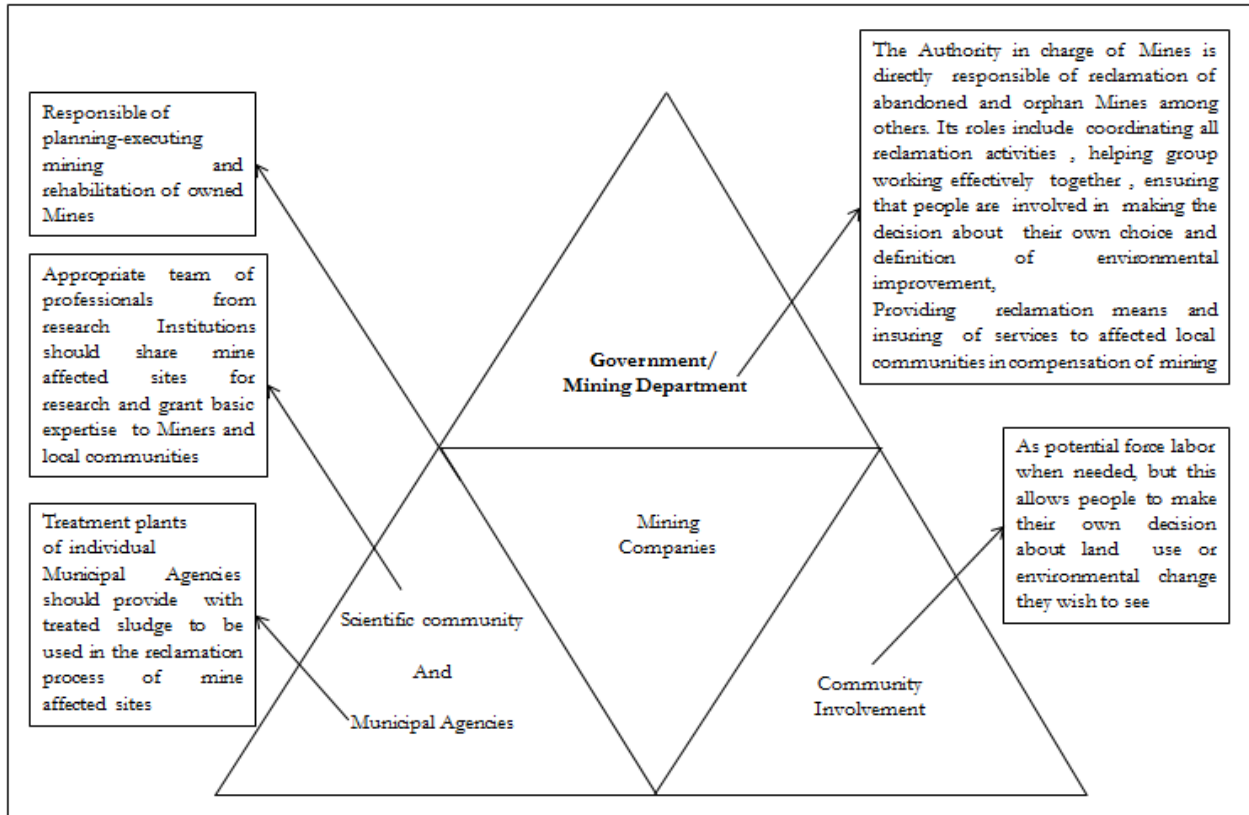 Responsible of
planning-executing
mining and
rehabilitation of owned
Mines
Appropriate team of
professionals from
research Institutions
should share mine
affected sites for
research and grant basic
expertise to Miners and
local communities
Treatment plants
of individual
Municipal Agencies
should provide with
treated sludge to be
used in the reclamation
process of mine
affected sites
The Authority in charge of Mines is
directly responsible of reclamation of
abandoned and orphan Mines among
others. Its roles include coordinating all
reclamation activities , helping group
working effectively together , ensuring
that people are involved in making the
decision about their own choice and
definition of environmental
improvement,
Providing reclamation means and
insuring of services to affected local
communities in compensation of mining
Government/
Mining Department
Mining
Companies
Scientific community
And
Municipal Agencies
Community
Involvement
As potential force labor
when needed, but this
allows people to make
their own decision
about land use or
environmental change
they wish to see